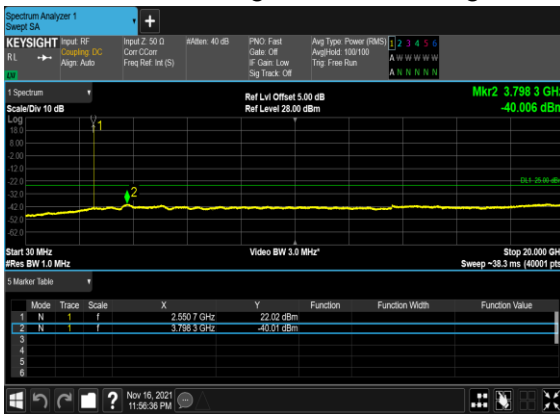 Spectrum Analyzer 1
Swept SA
KEYSIGHT Input: RF Input Z: 50 Ω #Atten: 40 dB PNO: Fast Avg Type: Power (RMS) 1 2 3 4 5 6
RL Coupling: DC Corr CCorr Gate: Off Avg|Hold: 100/100 A W W W W W
Align: Auto Freq Ref: Int (S) IF Gain: Low Trig: Free Run
LV Sig Track: Off A N N N N N
1 Spectrum Ref Lvl Offset 5.00 dB Mkr2 3.798 3 GHz
Scale/Div 10 dB Ref Level 28.00 dBm -40.006 dBm
Log
18.0
8.00
-2.00
-12.0
-22.0
-32.0
-42.0
-52.0
-62.0
1
2
DL1 -25.00 dBm
Start 30 MHz Video BW 3.0 MHz* Stop 20.000 GH
#Res BW 1.0 MHz Sweep ~38.3 ms (40001 pts
5 Marker Table
Mode Trace Scale X Y Function Function Width Function Value
1 N 1 f 2.550 7 GHz 22.02 dBm
2 N 1 f 3.798 3 GHz -40.01 dBm
3
4
5
6
? Nov 16, 2021
11:56:36 PM